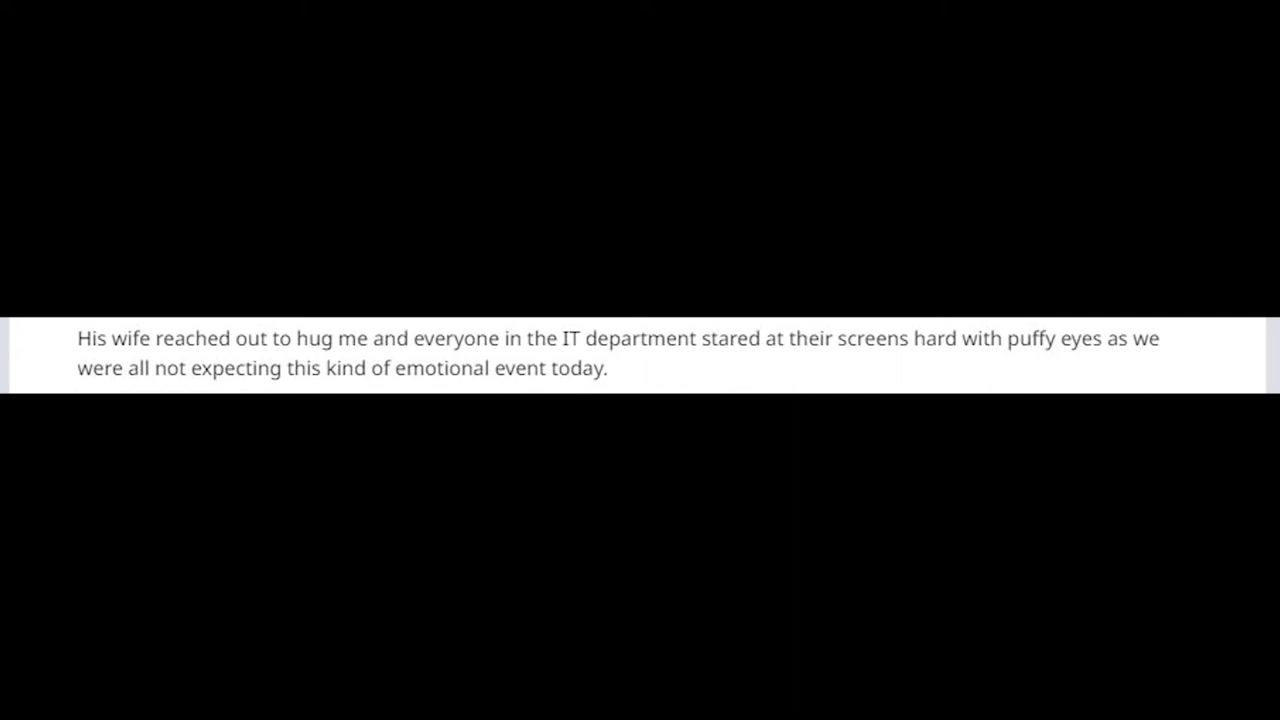 His wife reached out to hug me and everyone in the IT department stared at their screens hard with puffy eyes as we
were all not expecting this kind of emotional event today.